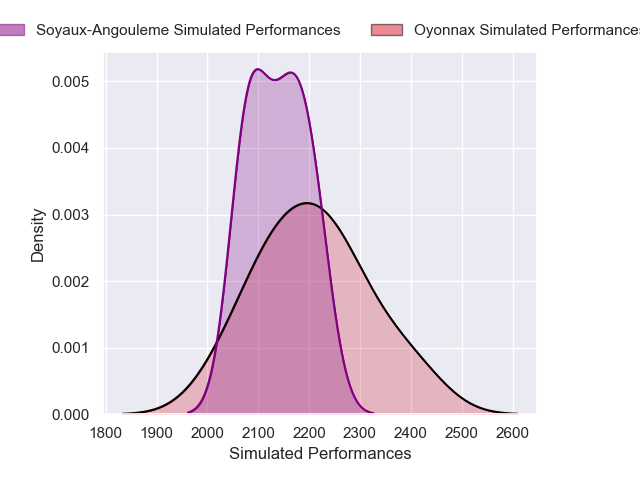 Soyaux-Angouleme Simulated Performances Oyonnax Simulated Performances
0.005
0.004
0.003
0.002
0.001
0.000
Density
1800 1900 2000 2100 2200 2300 2400 2500 2600
Simulated Performances